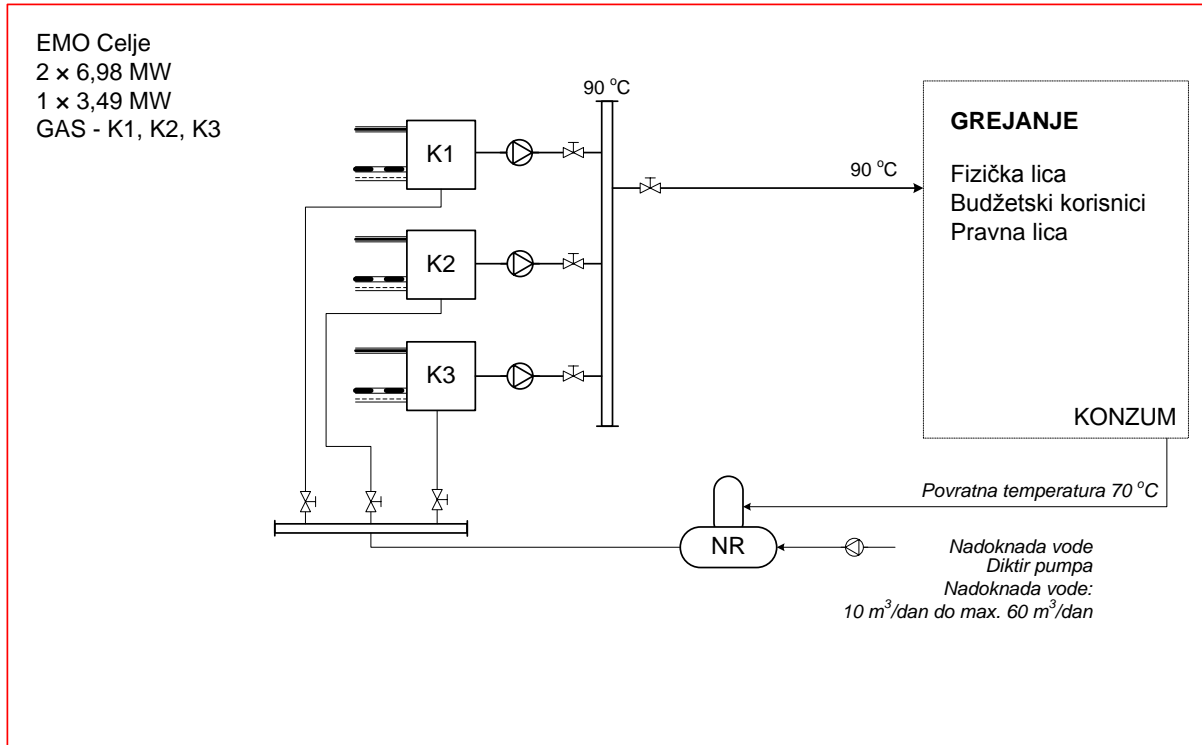 EMO Celje
2 × 6,98 MW
1 × 3,49 MW
GAS - K1, K2, K3
90 °C
K1
K2
K3
90 °C
GREJANJE
Fizička lica
Budžetski korisnici
Pravna lica
KONZUM
Povratna temperatura 70 °C
NR
Nadoknada vode
Diktir pumpa
Nadoknada vode:
10 m³/dan do max. 60 m³/dan